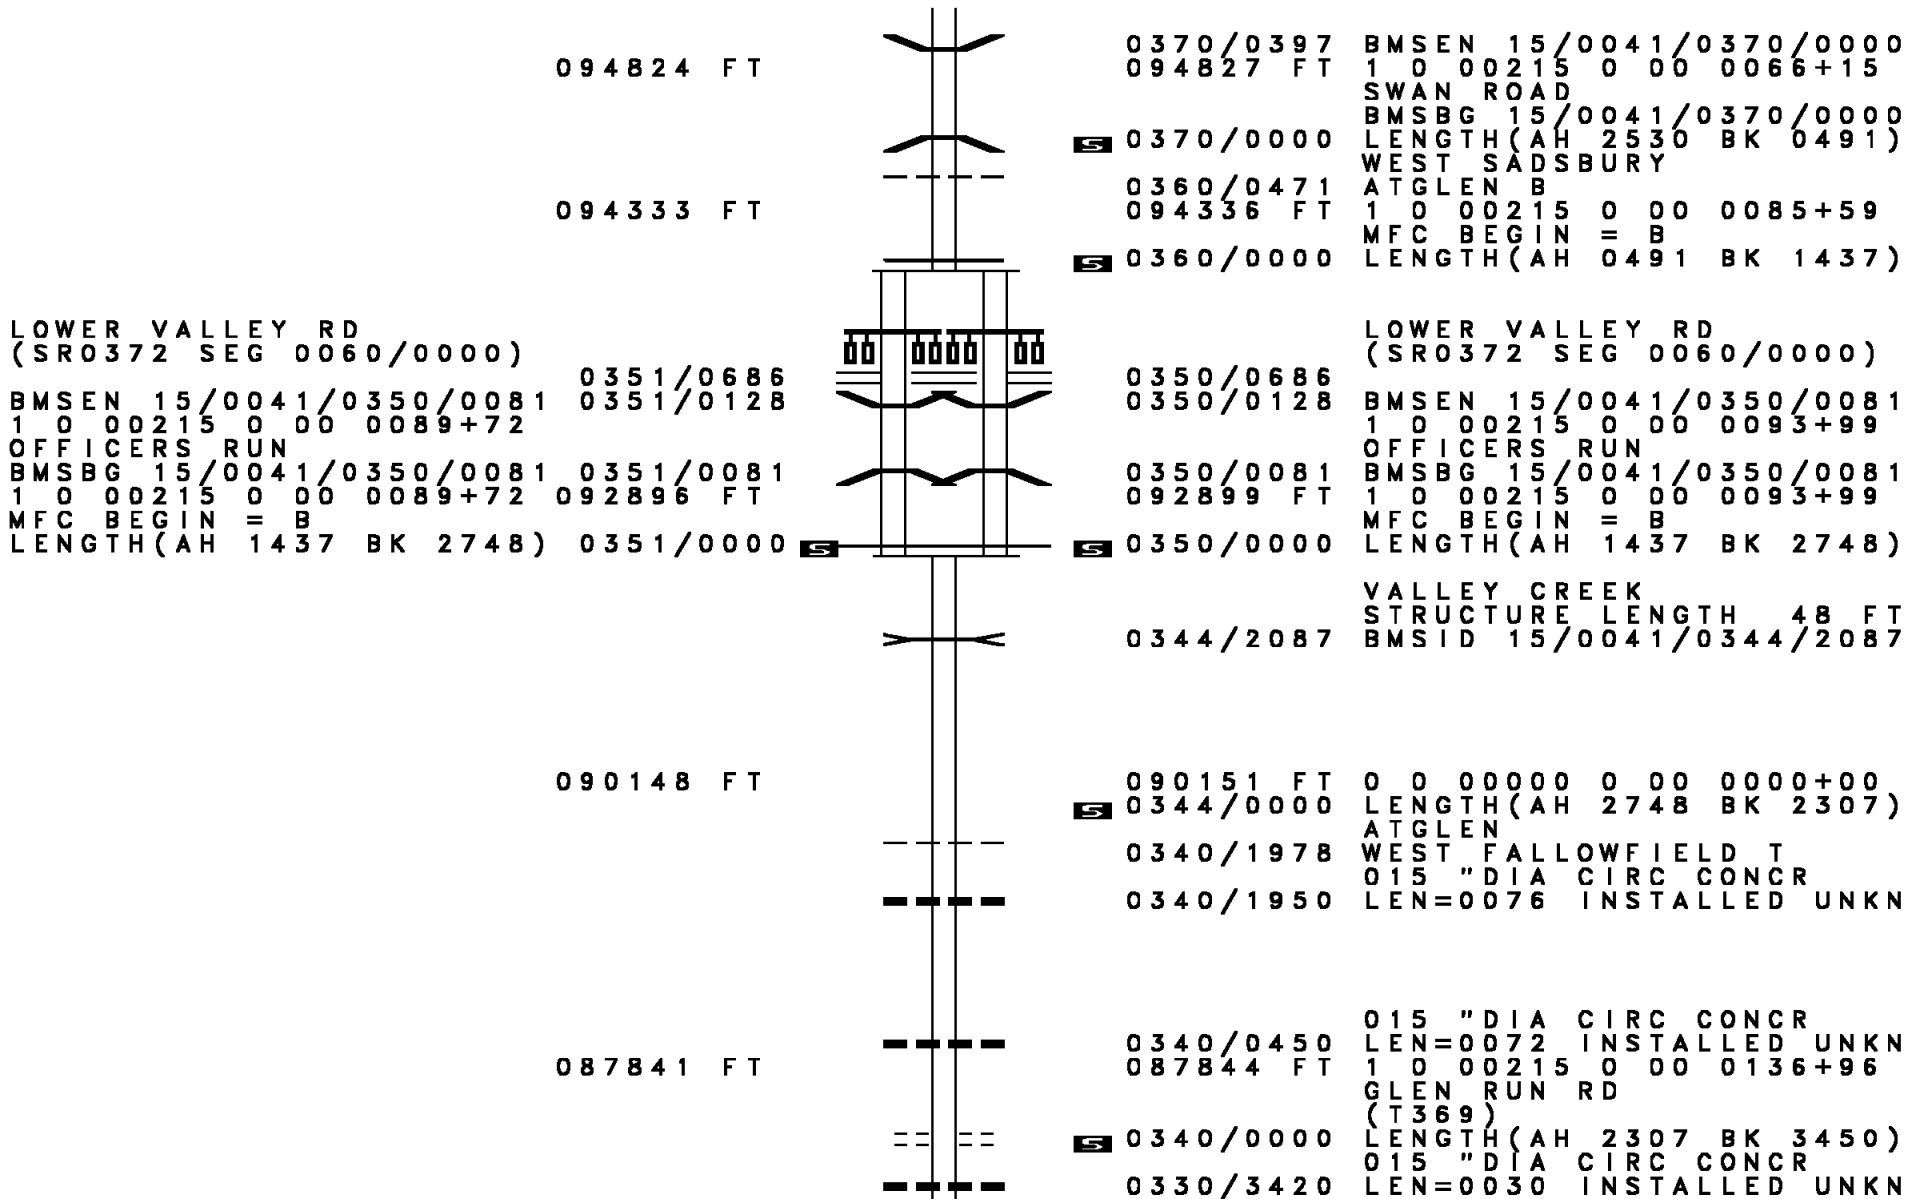 0370/0397 BMSEN 15/0041/0370/0000
094824 FT 094827 FT 1 0 00215 0 00 0066+15
SWAN ROAD
BMSBG 15/0041/0370/0000
S 0370/0000 LENGTH(AH 2530 BK 0491)
WEST SADSBURY
0360/0471 ATGLEN B
094333 FT 094336 FT 1 0 00215 0 00 0085+59
MFC BEGIN = B
S 0360/0000 LENGTH(AH 0491 BK 1437)
LOWER VALLEY RD LOWER VALLEY RD
(SR0372 SEG 0060/0000) (SR0372 SEG 0060/0000)
0351/0686 0350/0686
BMSEN 15/0041/0350/0081 0351/0128 0350/0128 BMSEN 15/0041/0350/0081
1 0 00215 0 00 0089+72 1 0 00215 0 00 0093+99
OFFICERS RUN OFFICERS RUN
BMSBG 15/0041/0350/0081 0351/0081 0350/0081 BMSBG 15/0041/0350/0081
1 0 00215 0 00 0089+72 092896 FT 092899 FT 1 0 00215 0 00 0093+99
MFC BEGIN = B MFC BEGIN = B
LENGTH(AH 1437 BK 2748) 0351/0000 S S 0350/0000 LENGTH(AH 1437 BK 2748)
VALLEY CREEK
STRUCTURE LENGTH 48 FT
0344/2087 BMSID 15/0041/0344/2087
090148 FT 090151 FT 0 0 00000 0 00 0000+00
S 0344/0000 LENGTH(AH 2748 BK 2307)
ATGLEN
0340/1978 WEST FALLOWFIELD T
015 "DIA CIRC CONCR
0340/1950 LEN=0076 INSTALLED UNKN
015 "DIA CIRC CONCR
0340/0450 LEN=0072 INSTALLED UNKN
087841 FT 087844 FT 1 0 00215 0 00 0136+96
GLEN RUN RD
(T369)
S 0340/0000 LENGTH(AH 2307 BK 3450)
015 "DIA CIRC CONCR
0330/3420 LEN=0030 INSTALLED UNKN